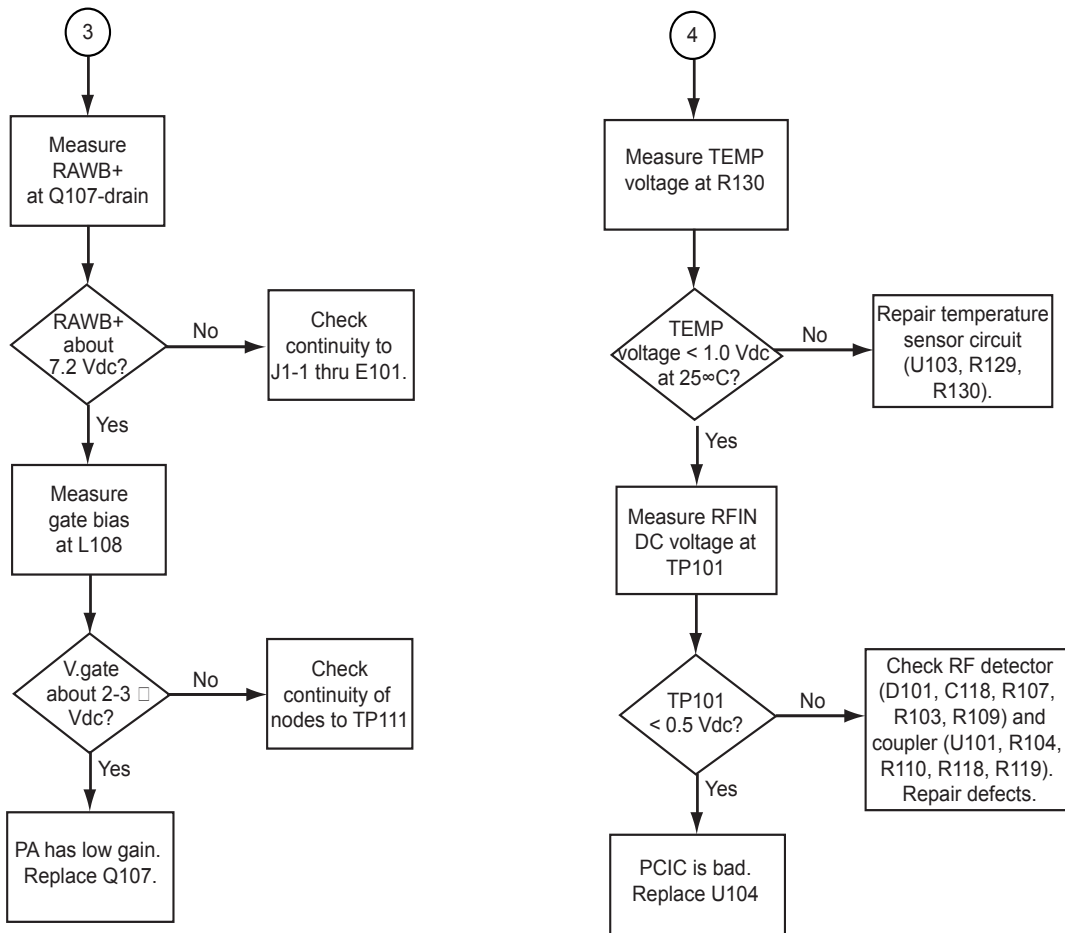 3
Measure
RAWB+
at Q107-drain
RAWB+
about
7.2 Vdc?
No
Check
continuity to
J1-1 thru E101.
Yes
Measure
gate bias
at L108
V.gate
about 2-3 □
Vdc?
No
Check
continuity of
nodes to TP111
Yes
PA has low gain.
Replace Q107.
4
Measure TEMP
voltage at R130
TEMP
voltage < 1.0 Vdc
at 25∞C?
No
Repair temperature
sensor circuit
(U103, R129,
R130).
Yes
Measure RFIN
DC voltage at
TP101
TP101
< 0.5 Vdc?
No
Check RF detector
(D101, C118, R107,
R103, R109) and
coupler (U101, R104,
R110, R118, R119).
Repair defects.
Yes
PCIC is bad.
Replace U104